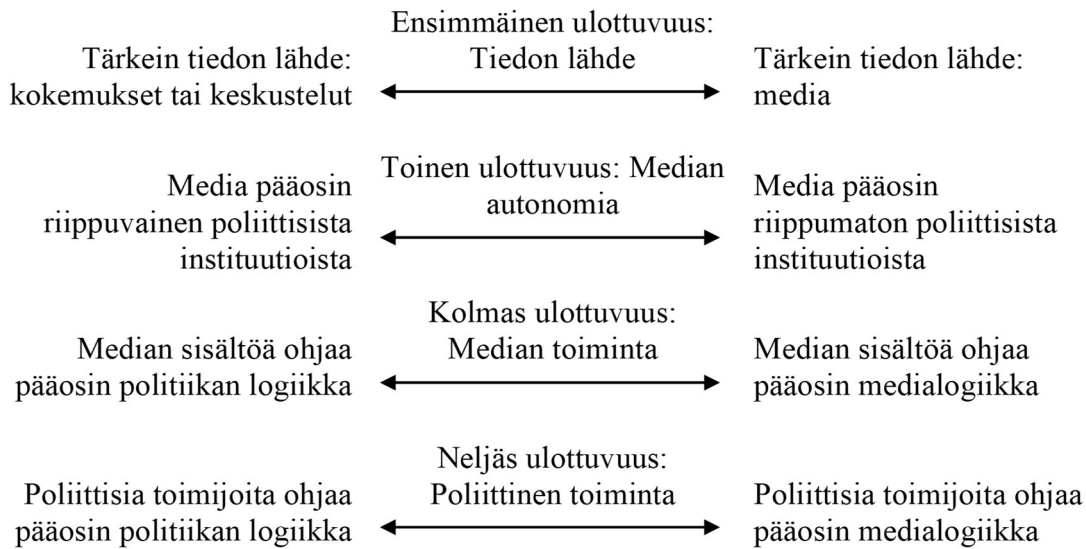 Ensimmäinen ulottuvuus:
Tiedon lähde
Tärkein tiedon lähde:
kokemukset tai keskustelut
Tärkein tiedon lähde:
media
Toinen ulottuvuus: Median
autonomia
Media pääosin
riippuvainen poliittisista
instituutioista
Media pääosin
riippumaton poliittisista
instituutioista
Kolmas ulottuvuus:
Median toiminta
Median sisältöä ohjaa
pääosin politiikan logiikka
Median sisältöä ohjaa
pääosin medialogiikka
Neljäs ulottuvuus:
Poliittinen toiminta
Poliittisia toimijoita ohjaa
pääosin politiikan logiikka
Poliittisia toimijoita ohjaa
pääosin medialogiikka